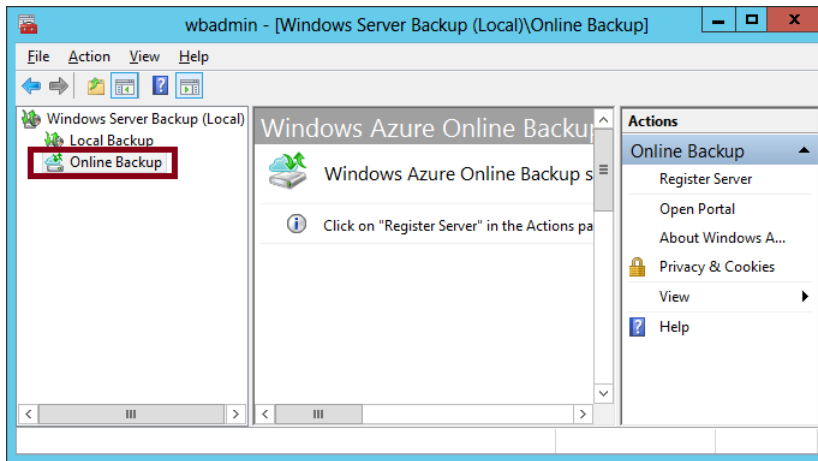 wbadmin - [Windows Server Backup (Local)\Online Backup]
File Action View Help
Windows Server Backup (Local)
Local Backup
Online Backup
Windows Azure Online Backup
Windows Azure Online Backup s
Click on "Register Server" in the Actions pa
Actions
Online Backup
Register Server
Open Portal
About Windows A...
Privacy & Cookies
View
Help